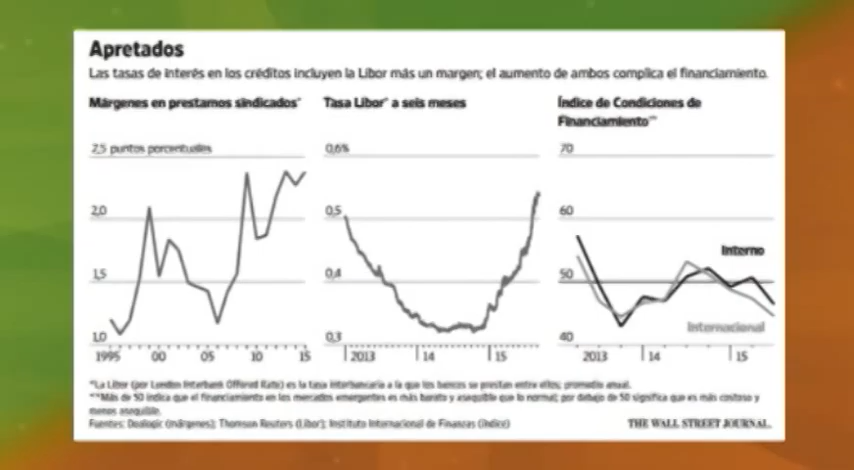 Apretados
Las tasas de interés en los créditos incluyen la Libor más un margen; el aumento de ambos complica el financiamiento.
Márgenes en prestamos sindicados*
Tasa Libor* a seis meses
Índice de Condiciones de
Financiamiento**
2,5 puntos porcentuales
2,0
1,5
1,0
1995 00 05 10 15
0,6%
0,5
0,4
0,3
2013 14 15
70
60
50
40
Interno
Internacional
2013 14 15
*La Libor (por London Interbank Offered Rate) es la tasa interbancaria a la que los bancos se prestan entre ellos; promedio anual.
**Más de 50 indica que el financiamiento en los mercados emergentes es más barato y asequible que lo normal; por debajo de 50 significa que es más costoso y
menos asequible.
Fuentes: Dealogic (márgenes); Thomson Reuters (Libor); Instituto Internacional de Finanzas (índice)
THE WALL STREET JOURNAL.